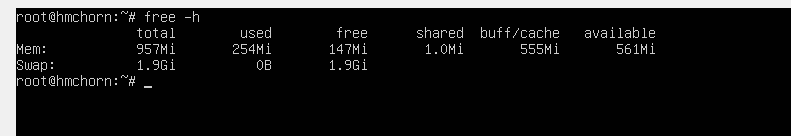 root@hmchorn:~# free -h
total used free shared buff/cache available
Mem: 957Mi 254Mi 147Mi 1.0Mi 555Mi 561Mi
Swap: 1.9Gi 0B 1.9Gi
root@hmchorn:~# _